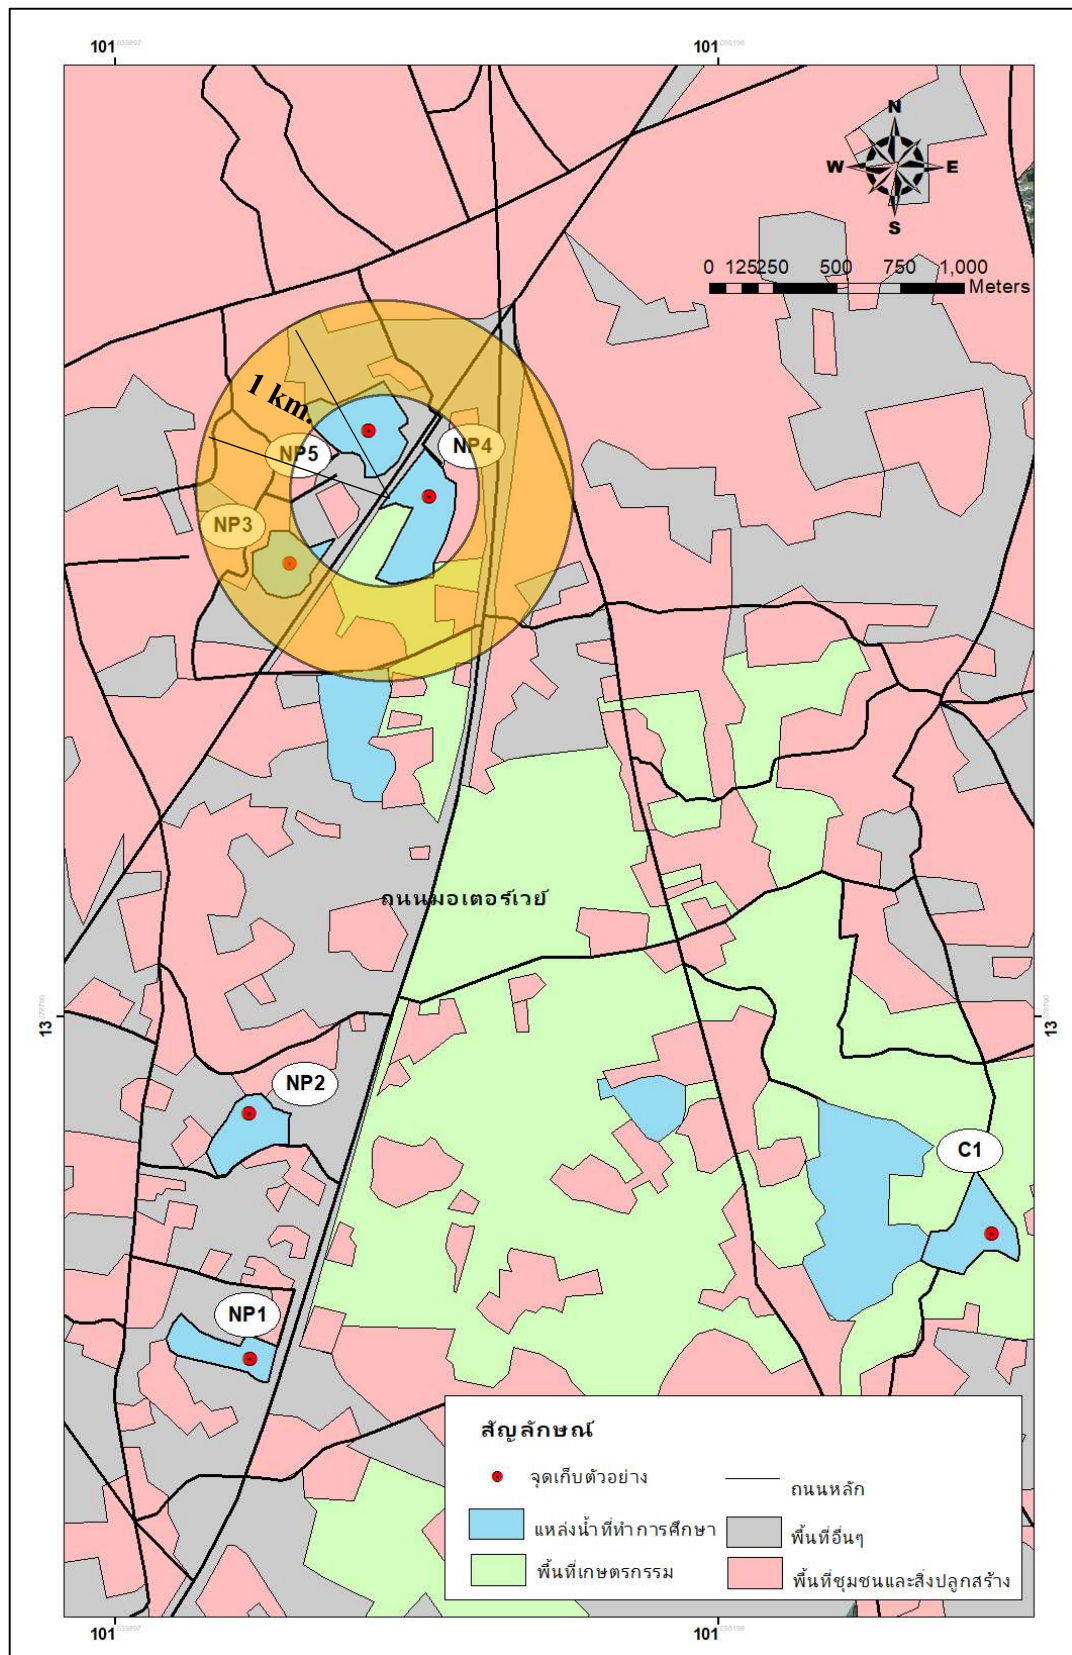 101
101
N
W E
S
0 125 250 500 750 1,000
Meters
1 km.
NP5
NP4
NP3
ถนนมอเตอร์เวย์
13
13
NP2
C1
NP1
สัญลักษณ์
จุดเก็บตัวอย่าง
ถนนหลัก
แหล่งน้ำที่ทำการศึกษา
พื้นที่อื่นๆ
พื้นที่เกษตรกรรม
พื้นที่ชุมชนและสิ่งปลูกสร้าง
101
101